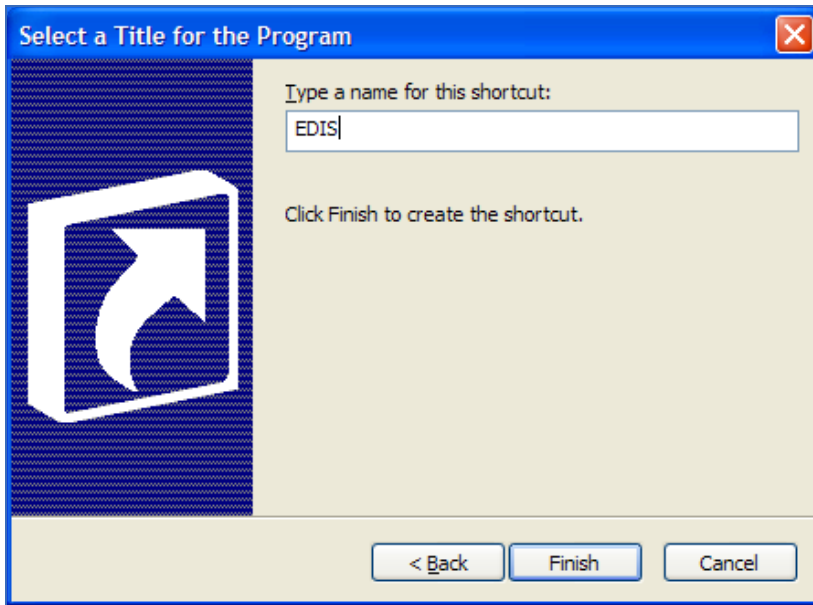 Select a Title for the Program
Type a name for this shortcut:
EDIS
Click Finish to create the shortcut.
< Back
Finish
Cancel